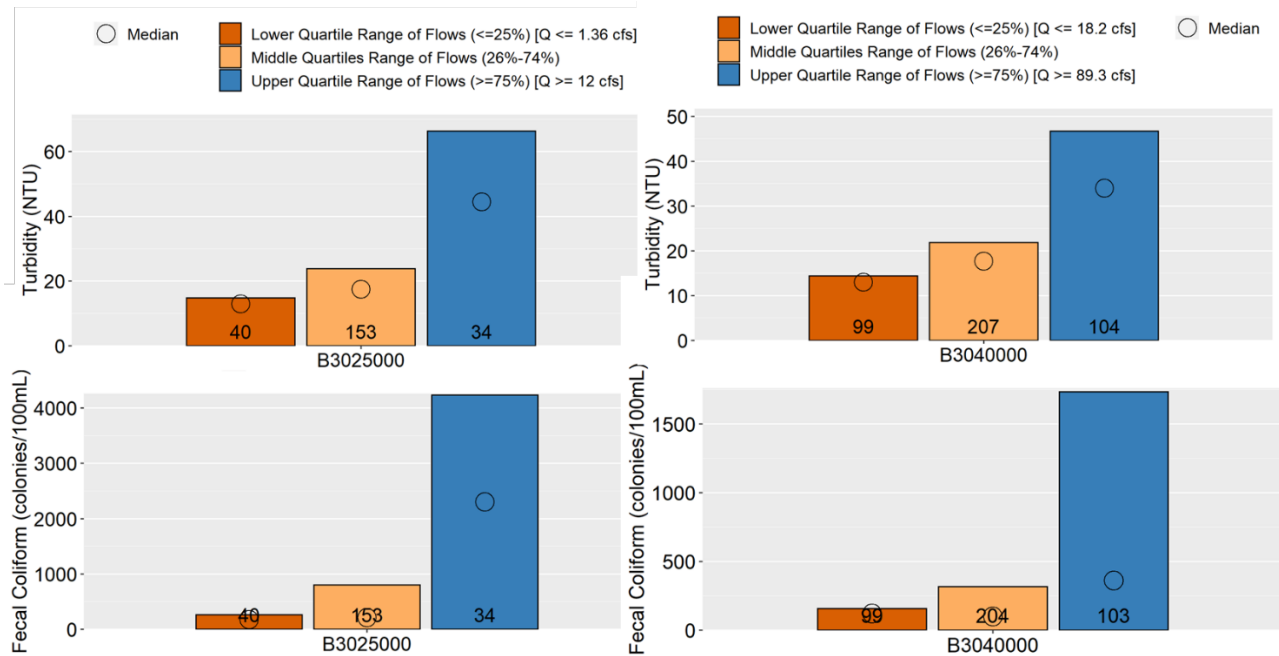 Median
Lower Quartile Range of Flows (<=25%) [Q <= 1.36 cfs]
Middle Quartiles Range of Flows (26%-74%)
Upper Quartile Range of Flows (>=75%) [Q >= 12 cfs]
Turbidity (NTU)
60
40
20
0
40
153
34
B3025000
Lower Quartile Range of Flows (<=25%) [Q <= 18.2 cfs]
Median
Middle Quartiles Range of Flows (26%-74%)
Upper Quartile Range of Flows (>=75%) [Q >= 89.3 cfs]
Turbidity (NTU)
50
40
30
20
10
0
99
207
104
B3040000
Fecal Coliform (colonies/100mL)
4000
3000
2000
1000
0
40
153
34
B3025000
Fecal Coliform (colonies/100mL)
1500
1000
500
0
99
204
103
B3040000